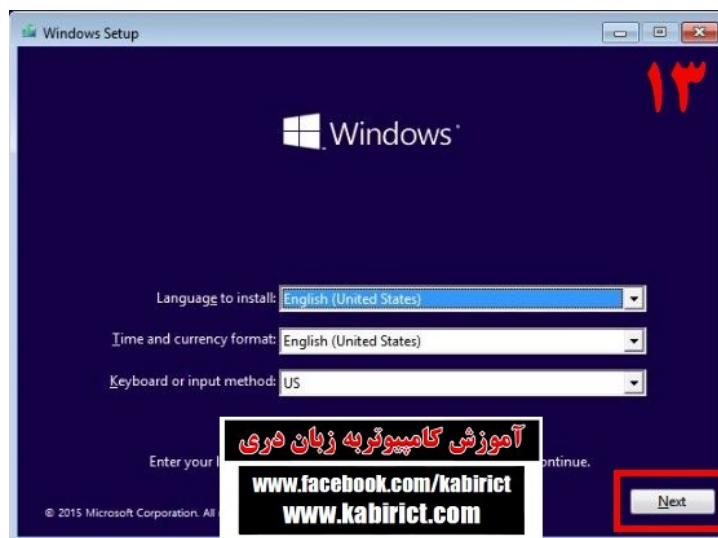 Windows Setup
۱۳
Windows
Language to install: English (United States)
Time and currency format: English (United States)
Keyboard or input method: US
آموزش کامپیوتربه زبان دری
Enter your l
ontinue.
www.facebook.com/kabirict
www.kabirict.com
Next
© 2015 Microsoft Corporation. All